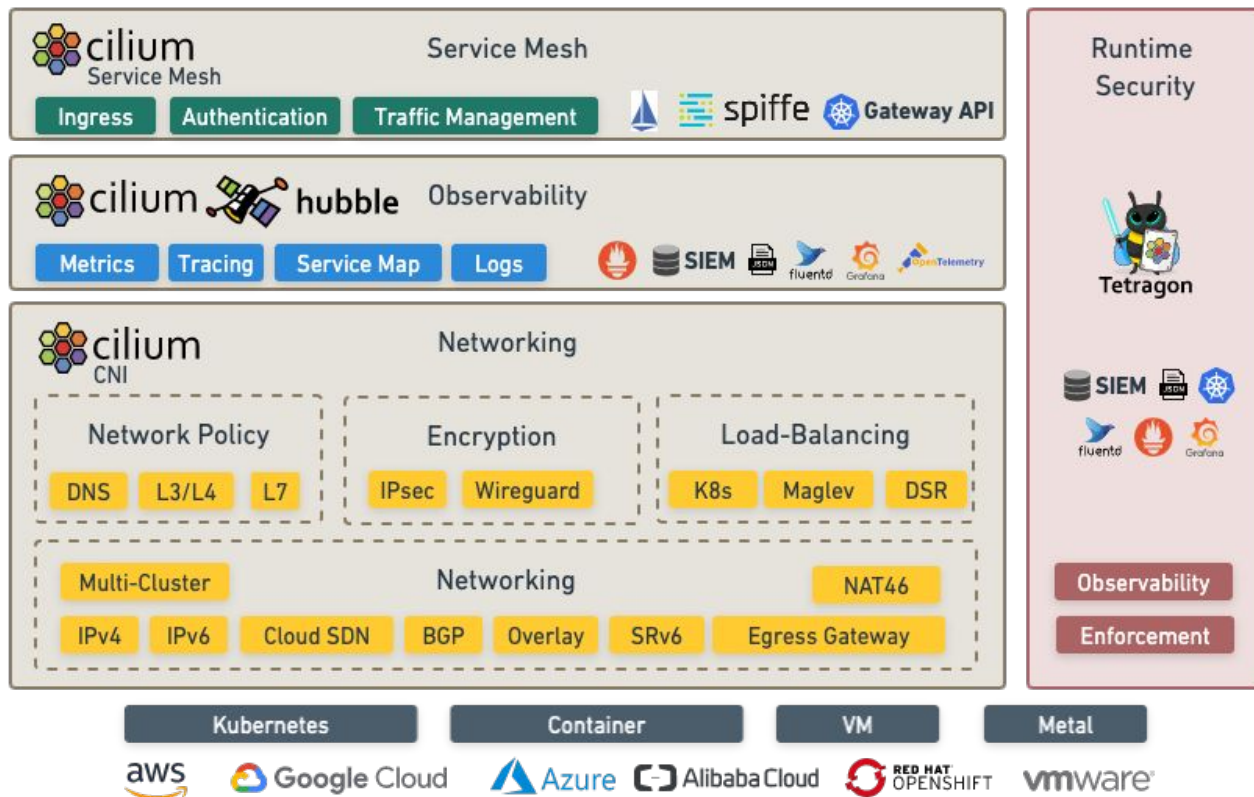 cilium
Service Mesh
Service Mesh
Ingress
Authentication
Traffic Management
spiffe
Gateway API
cilium
hubble
Observability
Metrics
Tracing
Service Map
Logs
SIEM
JSON
fluentd
Grafana
OpenTelemetry
cilium
CNI
Networking
Network Policy
DNS
L3/L4
L7
Encryption
IPsec
Wireguard
Load-Balancing
K8s
Maglev
DSR
Multi-Cluster
Networking
NAT46
IPv4
IPv6
Cloud SDN
BGP
Overlay
SRv6
Egress Gateway
Runtime
Security
Tetragon
SIEM
JSON
fluentd
Grafana
Observability
Enforcement
Kubernetes
Container
VM
Metal
aws
Google Cloud
Azure
Alibaba Cloud
RED HAT
OPENSHIFT
vmware